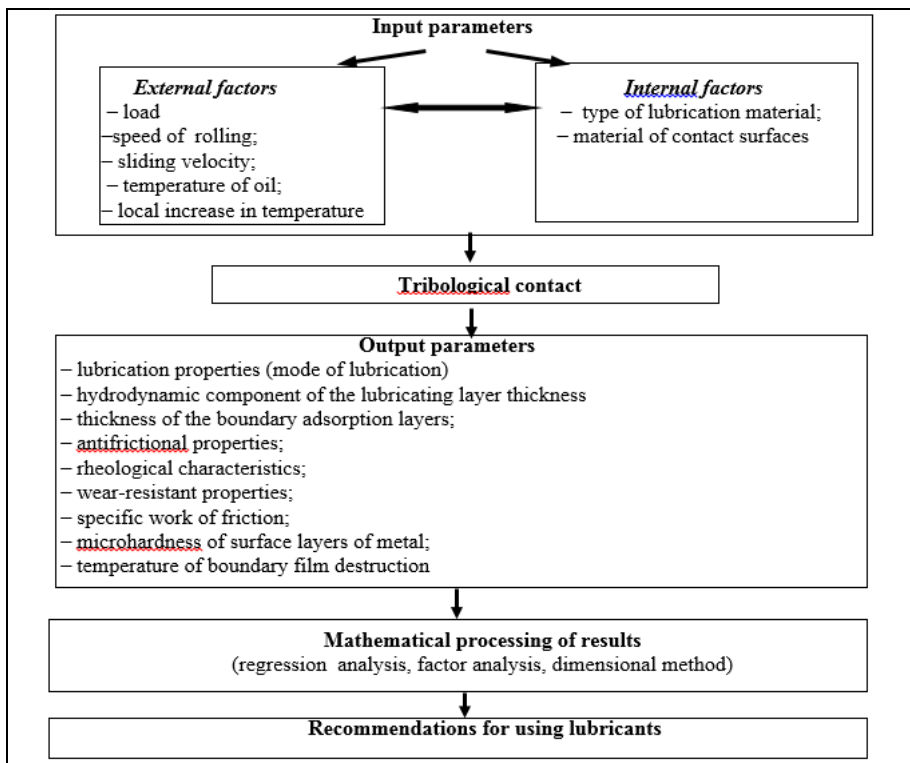 Input parameters
External factors
– load
–speed of rolling;
– sliding velocity;
– temperature of oil;
– local increase in temperature
Internal factors
– type of lubrication material;
– material of contact surfaces
Tribological contact
Output parameters
– lubrication properties (mode of lubrication)
– hydrodynamic component of the lubricating layer thickness
– thickness of the boundary adsorption layers;
– antifrictional properties;
– rheological characteristics;
– wear-resistant properties;
– specific work of friction;
– microhardness of surface layers of metal;
– temperature of boundary film destruction
Mathematical processing of results
(regression analysis, factor analysis, dimensional method)
Recommendations for using lubricants